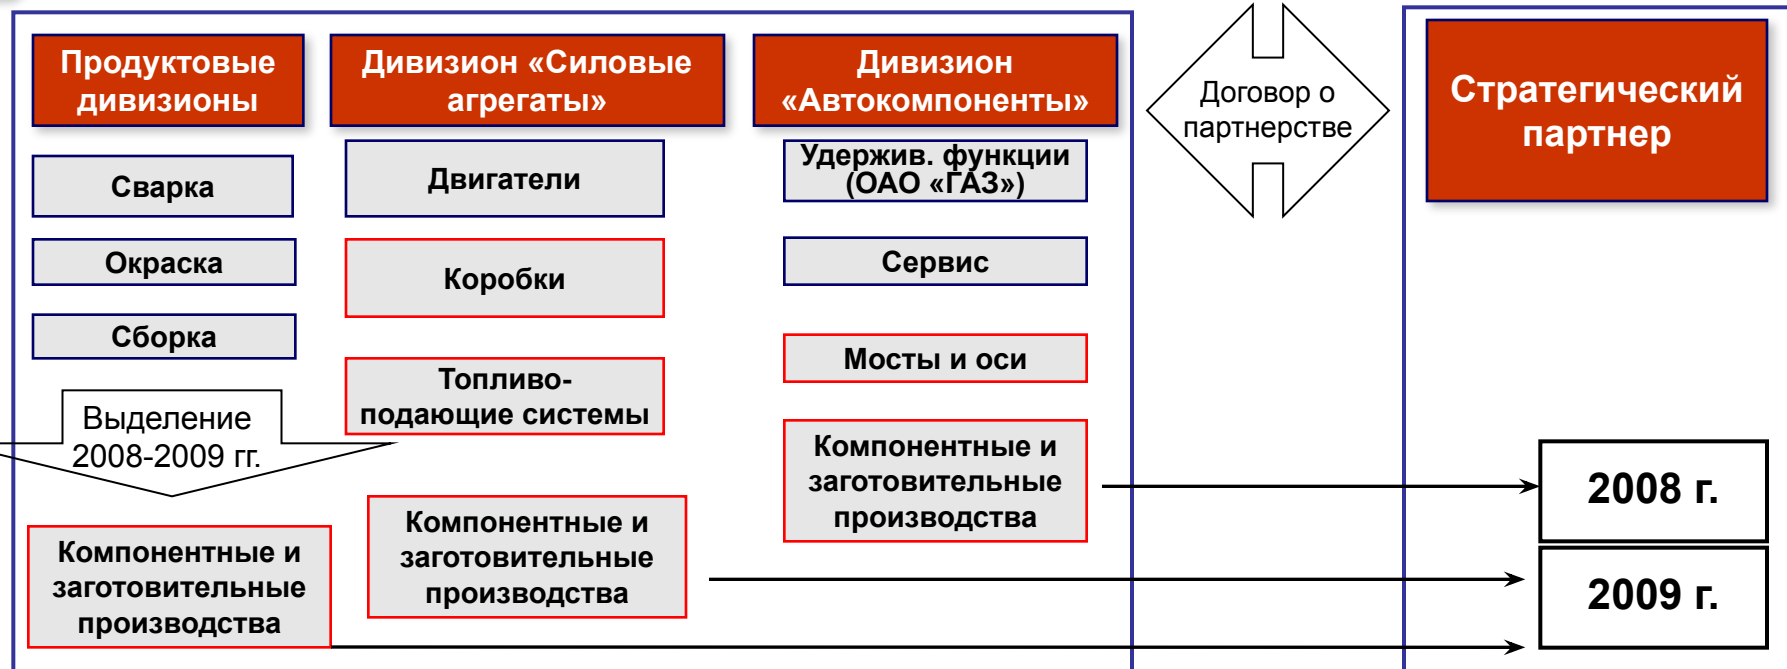 Продуктовые
дивизионы
Сварка
Окраска
Сборка
Выделение
2008-2009 гг.
Компонентные и
заготовительные
производства
Дивизион «Силовые
агрегаты»
Двигатели
Коробки
Топливо-
подающие системы
Компонентные и
заготовительные
производства
Дивизион
«Автокомпоненты»
Удержив. функции
(ОАО «ГАЗ»)
Сервис
Мосты и оси
Компонентные и
заготовительные
производства
Договор о
партнерстве
Стратегический
партнер
2008 г.
2009 г.